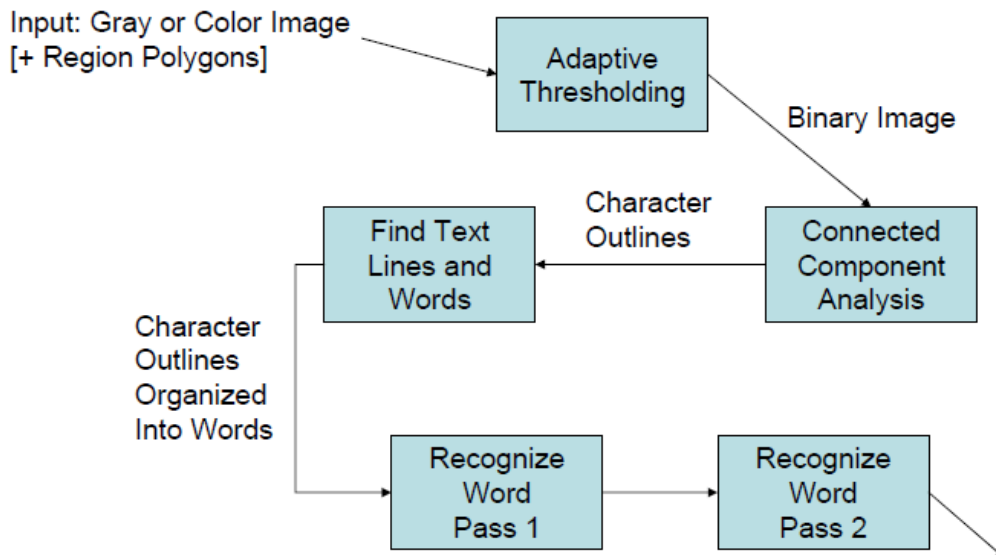 Input: Gray or Color Image
[+ Region Polygons]
Adaptive
Thresholding
Binary Image
Connected
Component
Analysis
Character
Outlines
Find Text
Lines and
Words
Character
Outlines
Organized
Into Words
Recognize
Word
Pass 1
Recognize
Word
Pass 2